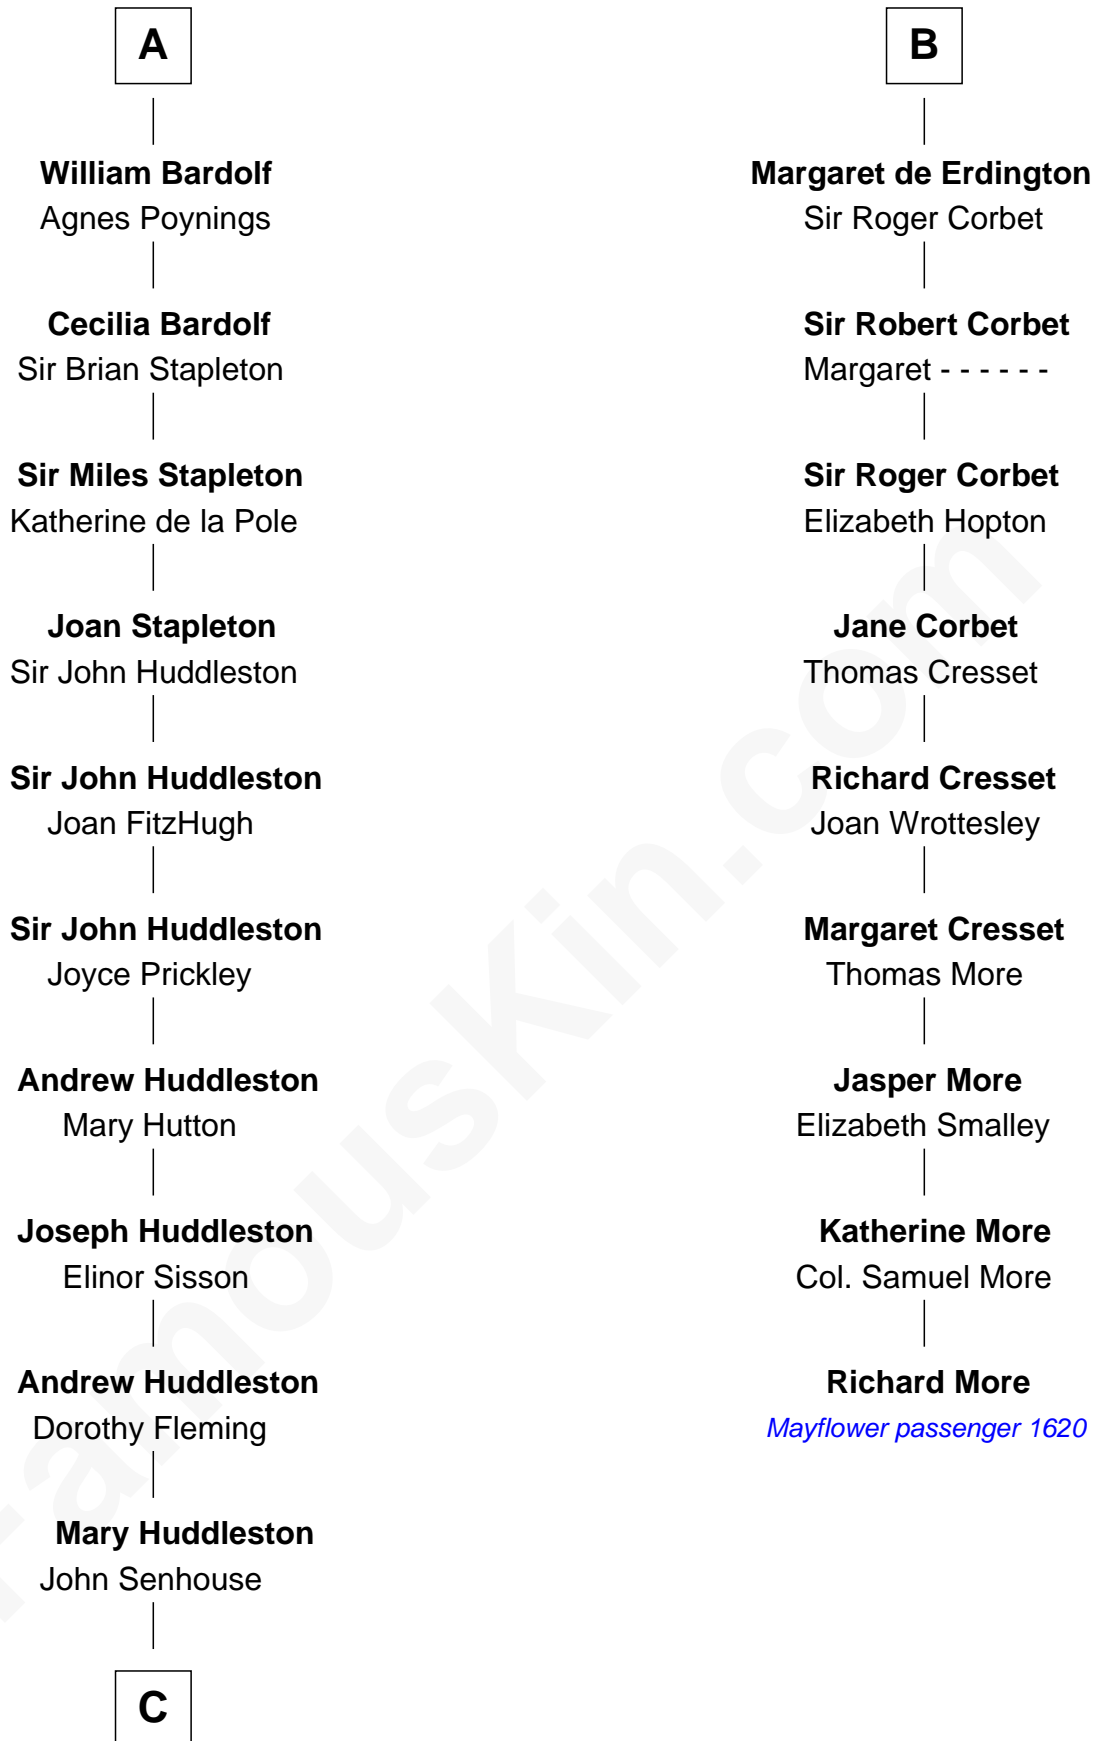 A
William Bardolf
Agnes Poynings
Cecilia Bardolf
Sir Brian Stapleton
Sir Miles Stapleton
Katherine de la Pole
Joan Stapleton
Sir John Huddleston
Sir John Huddleston
Joan FitzHugh
Sir John Huddleston
Joyce Prickley
Andrew Huddleston
Mary Hutton
Joseph Huddleston
Elinor Sisson
Andrew Huddleston
Dorothy Fleming
Mary Huddleston
John Senhouse
C
B
Margaret de Erdington
Sir Roger Corbet
Sir Robert Corbet
Margaret - - - - - -
Sir Roger Corbet
Elizabeth Hopton
Jane Corbet
Thomas Cresset
Richard Cresset
Joan Wrottesley
Margaret Cresset
Thomas More
Jasper More
Elizabeth Smalley
Katherine More
Col. Samuel More
Richard More
Mayflower passenger 1620
FamousKin.com